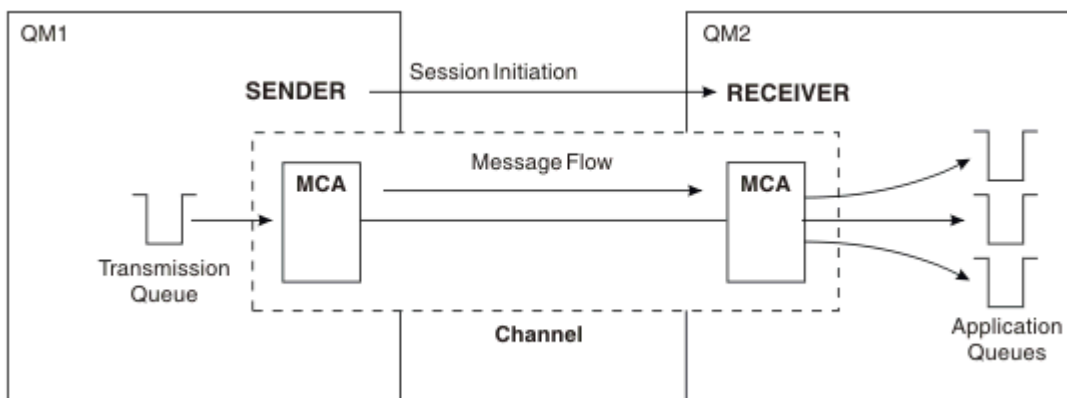 QM1
QM2
Session Initiation
SENDER
RECEIVER
Message Flow
MCA
MCA
Transmission
Queue
Channel
Application
Queues